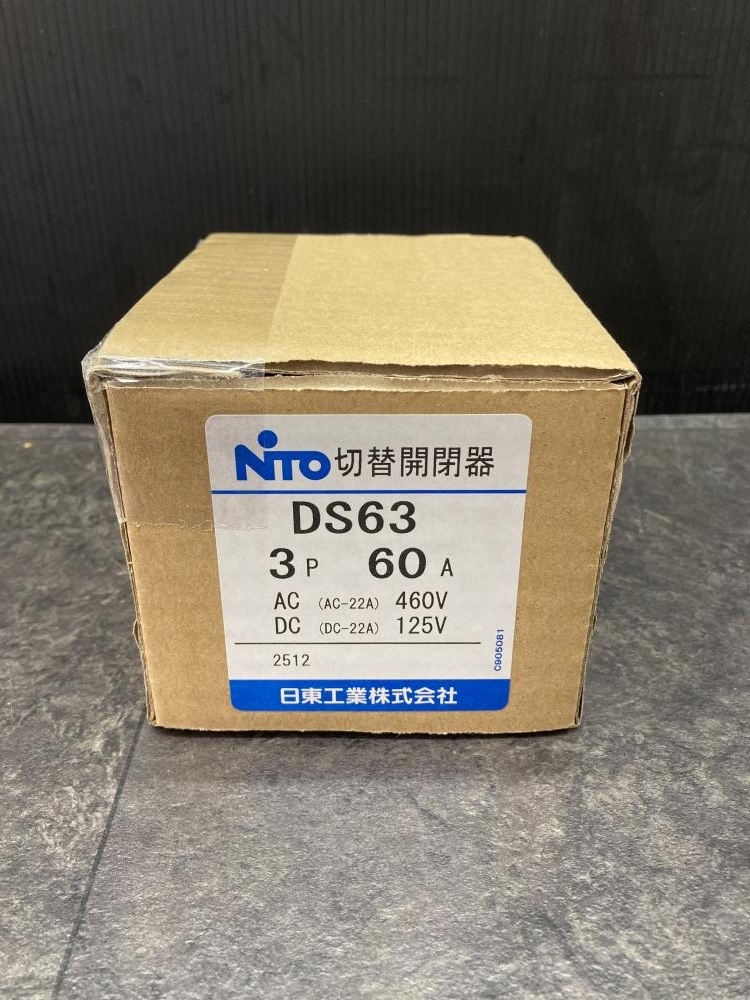 NITO 切替開閉器
DS63
3P 60A
AC (AC-22A) 460V
DC (DC-22A) 125V
2512
C905081
日東工業株式会社